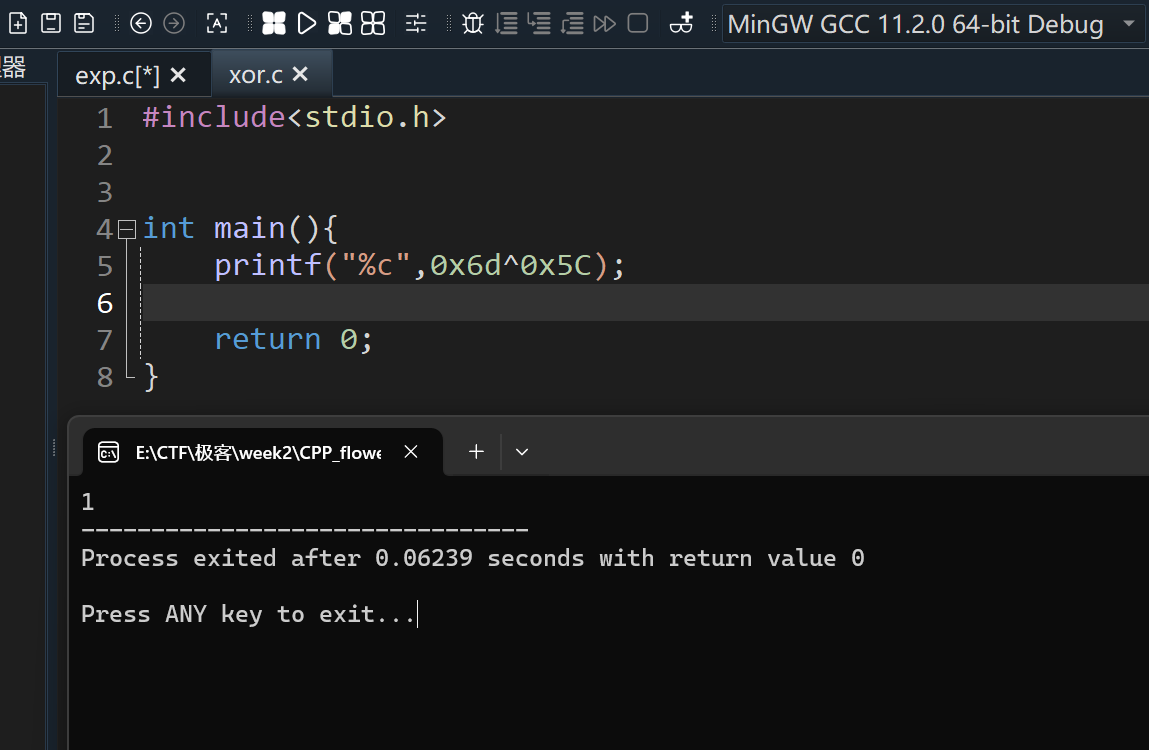 MinGW GCC 11.2.0 64-bit Debug
器
exp.c[*]
xor.c
1 #include<stdio.h>
2
3
4 int main(){
5 printf("%c",0x6d^0x5C);
6
7 return 0;
8 }
E:\CTF\极客\week2\CPP_flowe
1
--------------------------------
Process exited after 0.06239 seconds with return value 0
Press ANY key to exit...